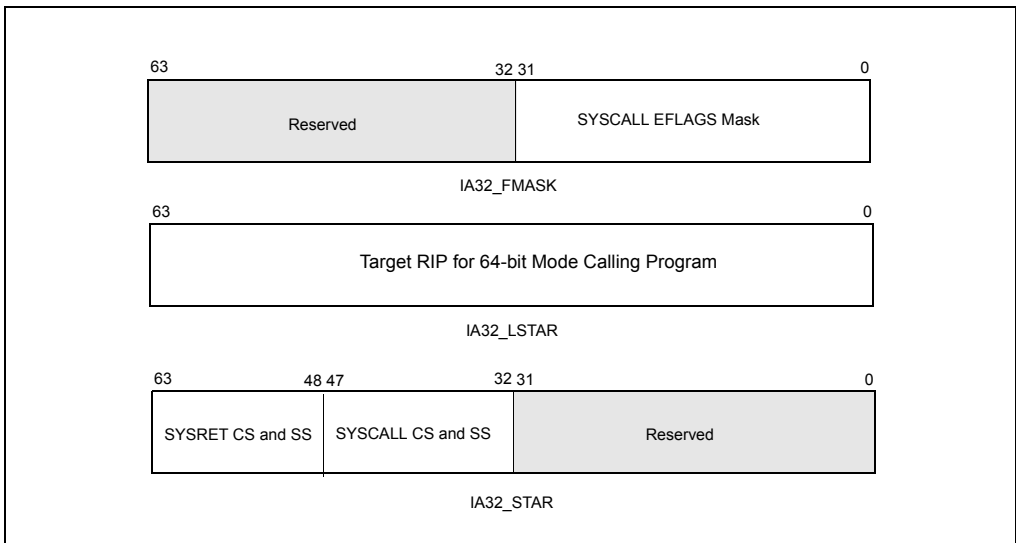 63 32 31 0
Reserved SYSCALL EFLAGS Mask
IA32_FMASK
63 0
Target RIP for 64-bit Mode Calling Program
IA32_LSTAR
63 48 47 32 31 0
SYSRET CS and SS SYSCALL CS and SS Reserved
IA32_STAR